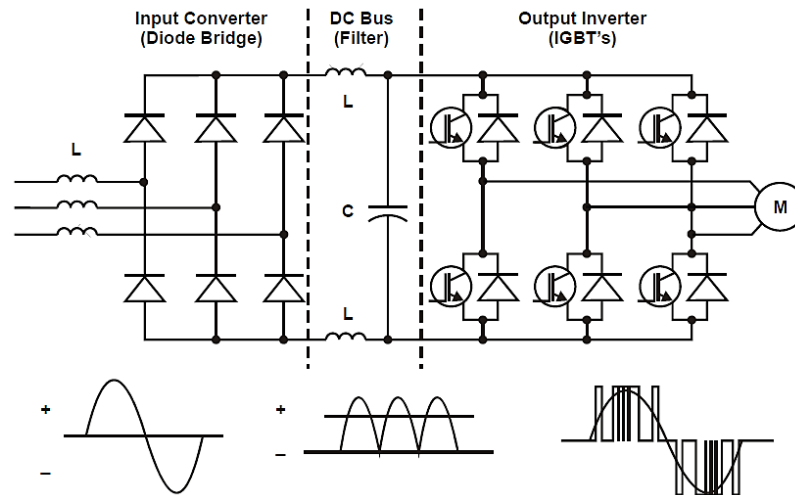 Input Converter
(Diode Bridge)
DC Bus
(Filter)
Output Inverter
(IGBT's)
L
L
C
M
L
+
–
+
–